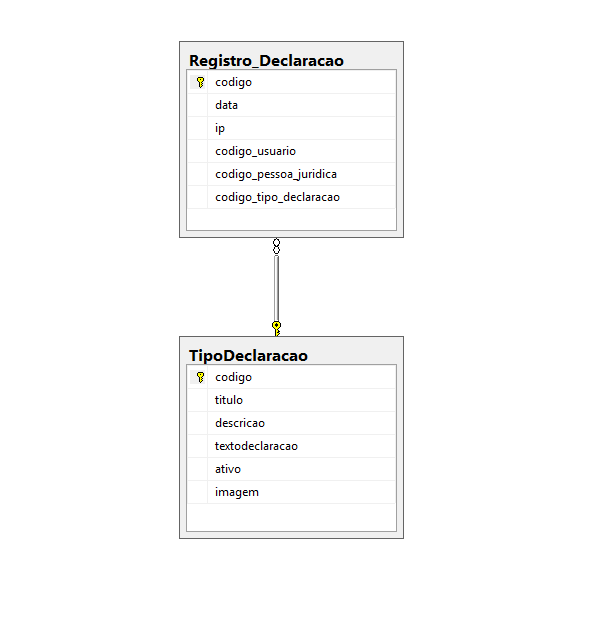 Registro_Declaracao
codigo
data
ip
codigo_usuario
codigo_pessoa_juridica
codigo_tipo_declaracao
TipoDeclaracao
codigo
titulo
descricao
textodeclaracao
ativo
imagem